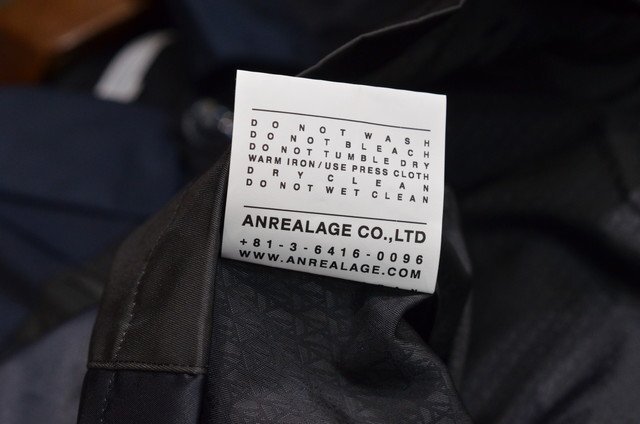 DO NOT WASH
DO NOT BLEACH
DO NOT TUMBLE DRY
WARM IRON/USE PRESS CLOTH
DRY CLEAN
DO NOT WET CLEAN
ANREALAGE CO.,LTD
+81-3-6416-0096
WWW.ANREALAGE.COM